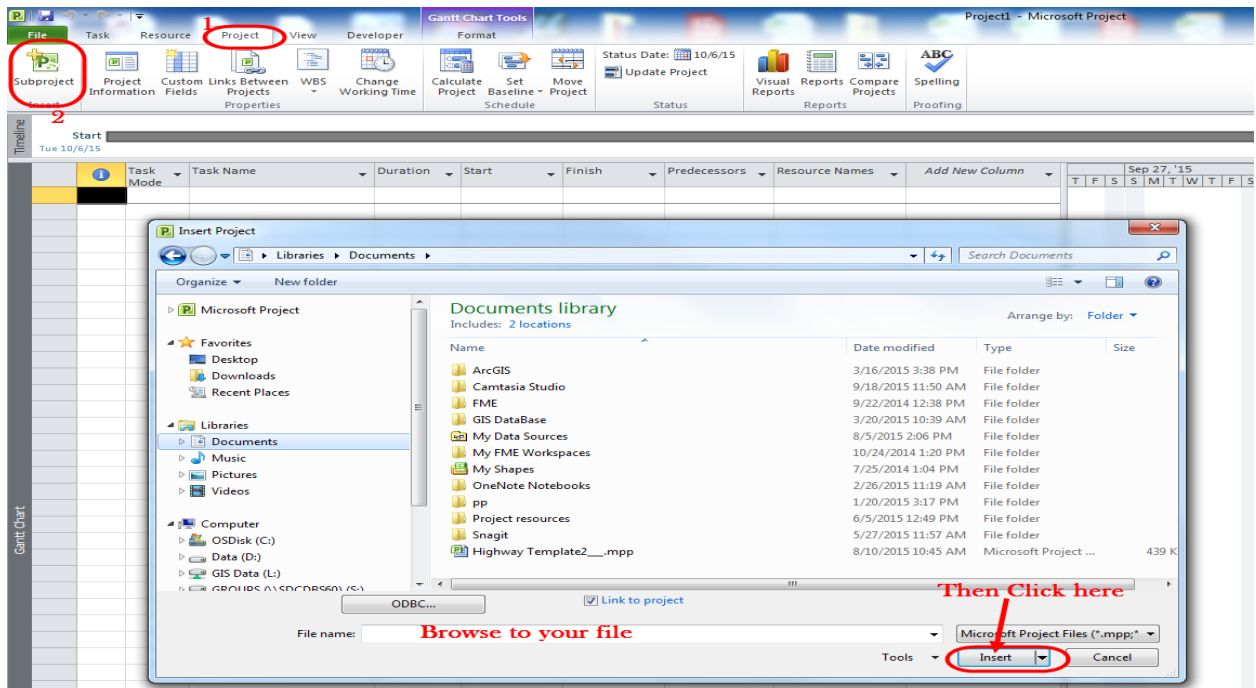 Gantt Chart Tools
Project1 - Microsoft Project
1
File Task Resource Project View Developer Format
Subproject
Insert
2
Project Information
Custom Fields
Links Between Projects
WBS
Change Working Time
Properties
Calculate Project
Set Baseline
Move Project
Schedule
Status Date: 10/6/15
Update Project
Status
Visual Reports
Reports
Compare Projects
Reports
ABC
Spelling
Proofing
Timeline
Start
Tue 10/6/15
Task Mode Task Name Duration Start Finish Predecessors Resource Names Add New Column
Sep 27, '15
T F S S M T W T F S
Gantt Chart
Insert Project
Libraries Documents
Search Documents
Organize New folder
Microsoft Project
Favorites
Desktop
Downloads
Recent Places
Libraries
Documents
Music
Pictures
Videos
Computer
OSDisk (C:)
Data (D:)
GIS Data (L:)
GROUPS (\\SDCDBS60) (S:)
Documents library
Includes: 2 locations
Arrange by: Folder
Name Date modified Type Size
ArcGIS 3/16/2015 3:38 PM File folder
Camtasia Studio 9/18/2015 11:50 AM File folder
FME 9/22/2014 12:38 PM File folder
GIS DataBase 3/20/2015 10:39 AM File folder
My Data Sources 8/5/2015 2:06 PM File folder
My FME Workspaces 10/24/2014 1:20 PM File folder
My Shapes 7/25/2014 1:04 PM File folder
OneNote Notebooks 2/26/2015 11:19 AM File folder
pp 1/20/2015 3:17 PM File folder
Project resources 6/5/2015 12:49 PM File folder
Snagit 5/27/2015 11:57 AM File folder
Highway Template2___.mpp 8/10/2015 10:45 AM Microsoft Project ... 439 K
Then Click here
ODBC...
Link to project
File name:
Browse to your file
Microsoft Project Files (*.mpp;*
Tools Insert Cancel